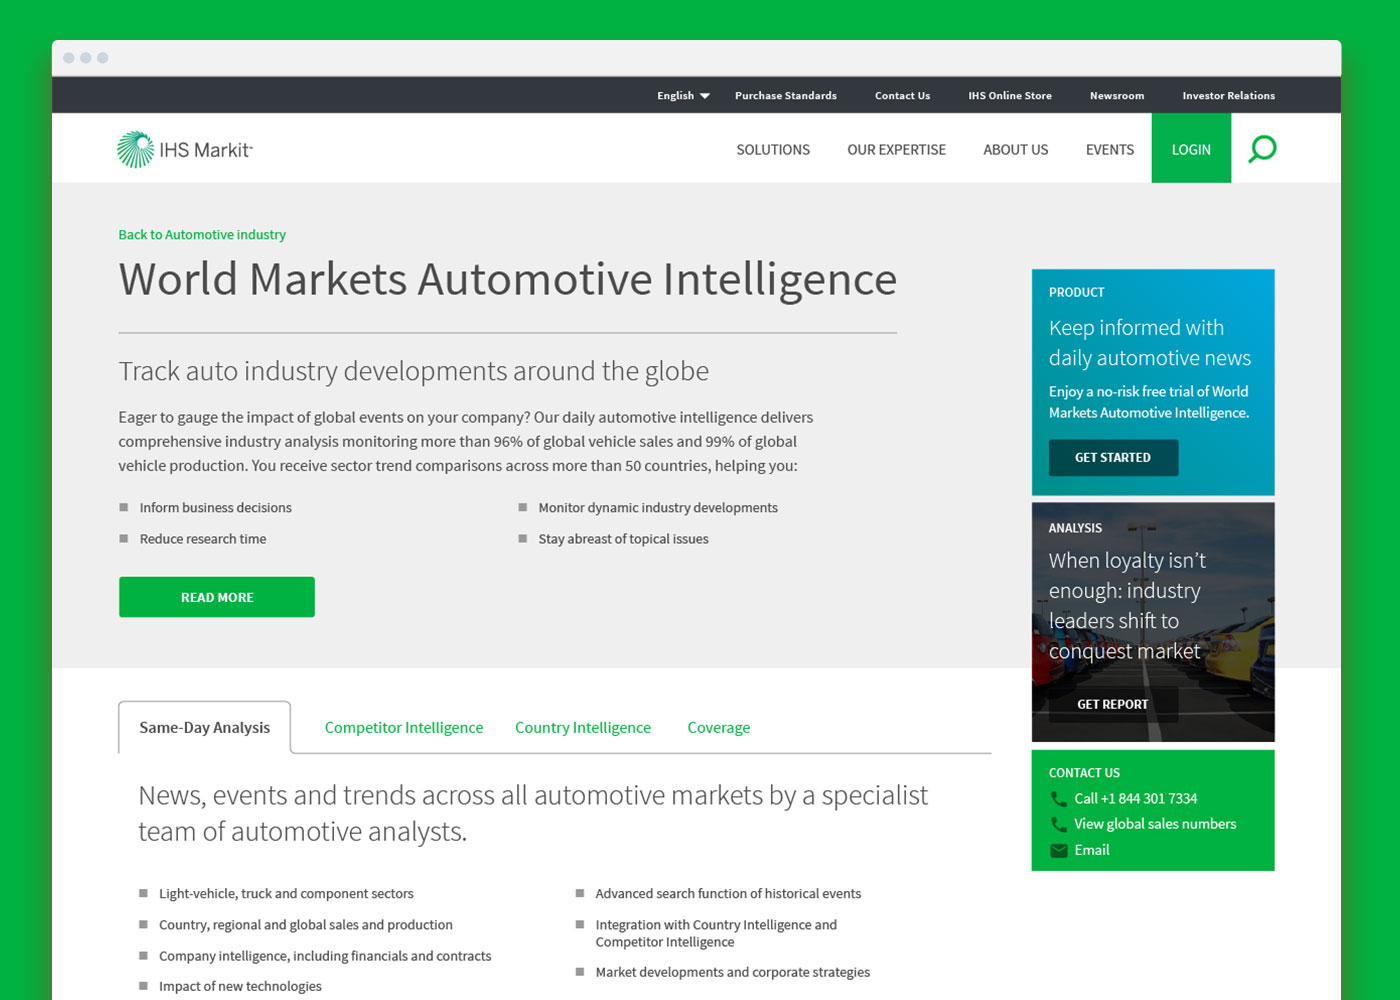 English
Purchase Standards
Contact Us
IHS Online Store
Newsroom
Investor Relations
IHS Markit™
SOLUTIONS
OUR EXPERTISE
ABOUT US
EVENTS
LOGIN
Back to Automotive industry
World Markets Automotive Intelligence
Track auto industry developments around the globe
Eager to gauge the impact of global events on your company? Our daily automotive intelligence delivers
comprehensive industry analysis monitoring more than 96% of global vehicle sales and 99% of global
vehicle production. You receive sector trend comparisons across more than 50 countries, helping you:
Inform business decisions
Reduce research time
Monitor dynamic industry developments
Stay abreast of topical issues
READ MORE
PRODUCT
Keep informed with
daily automotive news
Enjoy a no-risk free trial of World
Markets Automotive Intelligence.
GET STARTED
ANALYSIS
When loyalty isn’t
enough: industry
leaders shift to
conquest market
GET REPORT
CONTACT US
Call +1 844 301 7334
View global sales numbers
Email
Same-Day Analysis
Competitor Intelligence
Country Intelligence
Coverage
News, events and trends across all automotive markets by a specialist
team of automotive analysts.
Light-vehicle, truck and component sectors
Country, regional and global sales and production
Company intelligence, including financials and contracts
Impact of new technologies
Advanced search function of historical events
Integration with Country Intelligence and
Competitor Intelligence
Market developments and corporate strategies